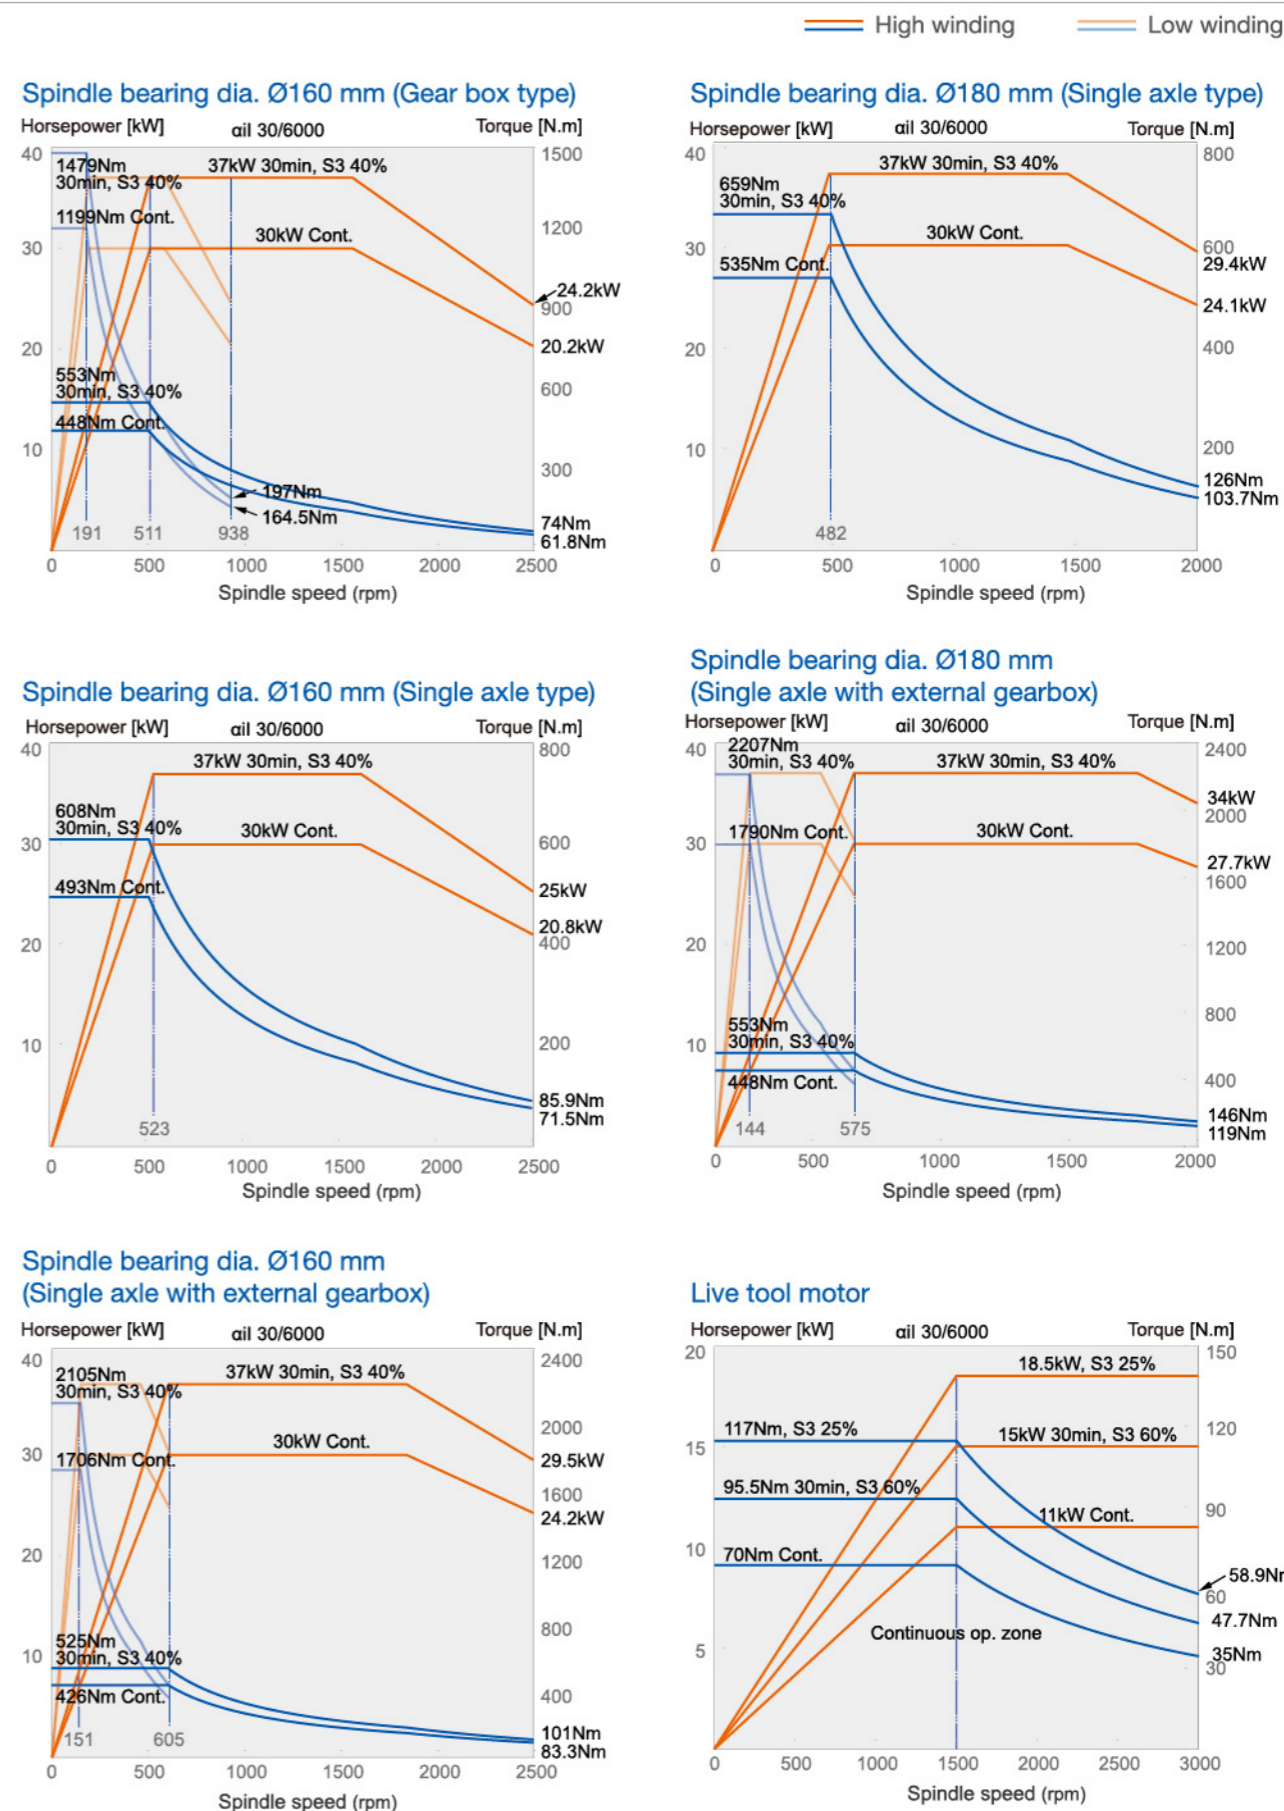 High winding
Low winding
Spindle bearing dia. Ø160 mm (Gear box type)
Horsepower [kW]
αiI 30/6000
Torque [N.m]
40
1479Nm
30min, S3 40%
37kW 30min, S3 40%
1500
1199Nm Cont.
1200
30
30kW Cont.
24.2kW
900
20
20.2kW
553Nm
30min, S3 40%
600
448Nm Cont.
10
300
197Nm
164.5Nm
74Nm
61.8Nm
191
511
938
0
500
1000
1500
2000
2500
Spindle speed (rpm)
Spindle bearing dia. Ø180 mm (Single axle type)
Horsepower [kW]
αiI 30/6000
Torque [N.m]
40
37kW 30min, S3 40%
800
659Nm
30min, S3 40%
30
30kW Cont.
600
29.4kW
535Nm Cont.
24.1kW
20
400
10
200
126Nm
103.7Nm
482
0
500
1000
1500
2000
Spindle speed (rpm)
Spindle bearing dia. Ø160 mm (Single axle type)
Horsepower [kW]
αiI 30/6000
Torque [N.m]
40
37kW 30min, S3 40%
800
608Nm
30min, S3 40%
30
30kW Cont.
600
493Nm Cont.
25kW
20.8kW
20
400
10
200
85.9Nm
71.5Nm
523
0
500
1000
1500
2000
2500
Spindle speed (rpm)
Spindle bearing dia. Ø180 mm
(Single axle with external gearbox)
Horsepower [kW]
αiI 30/6000
Torque [N.m]
40
2207Nm
30min, S3 40%
37kW 30min, S3 40%
2400
34kW
2000
30
1790Nm Cont.
30kW Cont.
27.7kW
1600
20
1200
553Nm
30min, S3 40%
800
10
448Nm Cont.
400
146Nm
119Nm
144
575
0
500
1000
1500
2000
Spindle speed (rpm)
Spindle bearing dia. Ø160 mm
(Single axle with external gearbox)
Horsepower [kW]
αiI 30/6000
Torque [N.m]
40
2105Nm
30min, S3 40%
37kW 30min, S3 40%
2400
2000
30
1706Nm Cont.
30kW Cont.
29.5kW
1600
24.2kW
20
1200
525Nm
30min, S3 40%
800
10
426Nm Cont.
400
101Nm
83.3Nm
151
605
0
500
1000
1500
2000
2500
Spindle speed (rpm)
Live tool motor
Horsepower [kW]
αiI 30/6000
Torque [N.m]
20
18.5kW, S3 25%
150
117Nm, S3 25%
15kW 30min, S3 60%
120
15
95.5Nm 30min, S3 60%
11kW Cont.
90
10
70Nm Cont.
58.9N
60
47.7Nm
Continuous op. zone
5
35Nm
30
0
500
1000
1500
2000
2500
3000
Spindle speed (rpm)